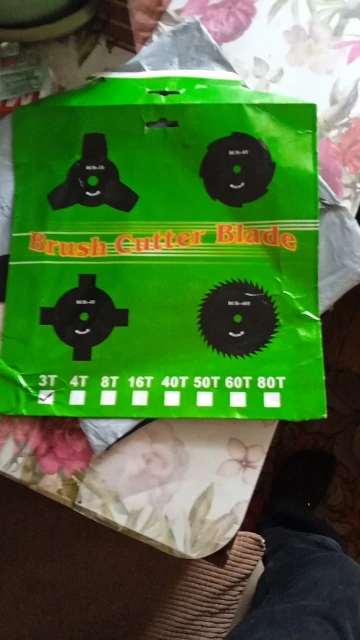 Brush Cutter Blade
3T 4T 8T 16T 40T 50T 60T 80T